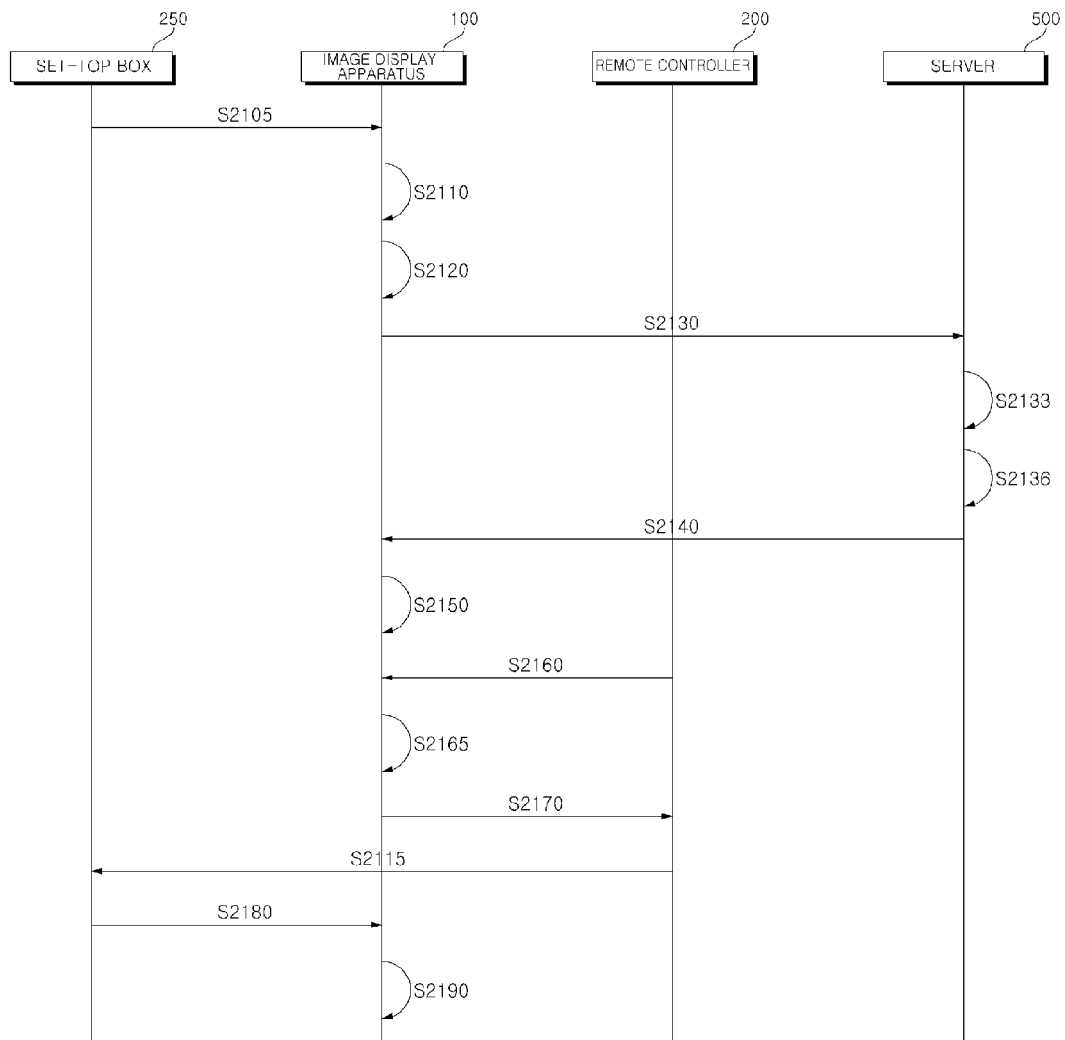 250
100
200
500
SET-TOP BOX
IMAGE DISPLAY
APPARATUS
REMOTE CONTROLLER
SERVER
S2105
S2110
S2120
S2130
S2133
S2136
S2140
S2150
S2160
S2165
S2170
S2115
S2180
S2190